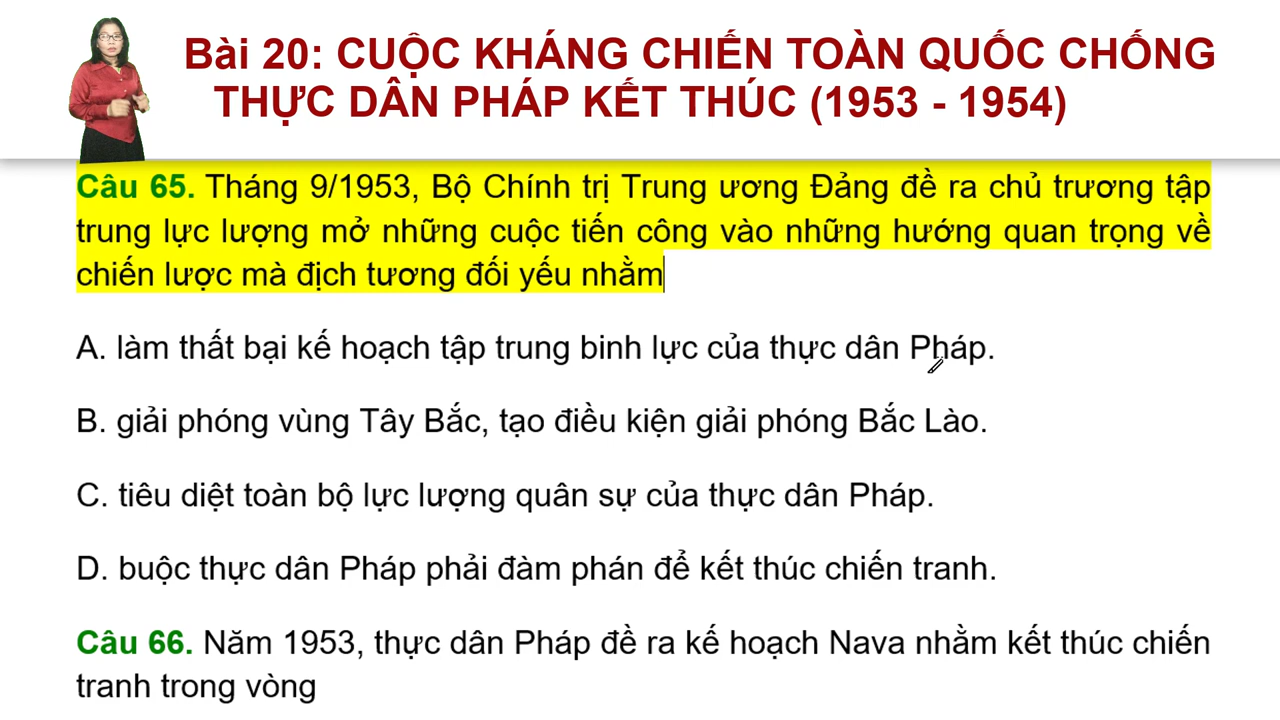 Bài 20: CUỘC KHÁNG CHIẾN TOÀN QUỐC CHỐNG
THỰC DÂN PHÁP KẾT THÚC (1953 - 1954)
Câu 65. Tháng 9/1953, Bộ Chính trị Trung ương Đảng đề ra chủ trương tập
trung lực lượng mở những cuộc tiến công vào những hướng quan trọng về
chiến lược mà địch tương đối yếu nhằm
A. làm thất bại kế hoạch tập trung binh lực của thực dân Pháp.
B. giải phóng vùng Tây Bắc, tạo điều kiện giải phóng Bắc Lào.
C. tiêu diệt toàn bộ lực lượng quân sự của thực dân Pháp.
D. buộc thực dân Pháp phải đàm phán để kết thúc chiến tranh.
Câu 66. Năm 1953, thực dân Pháp đề ra kế hoạch Nava nhằm kết thúc chiến
tranh trong vòng